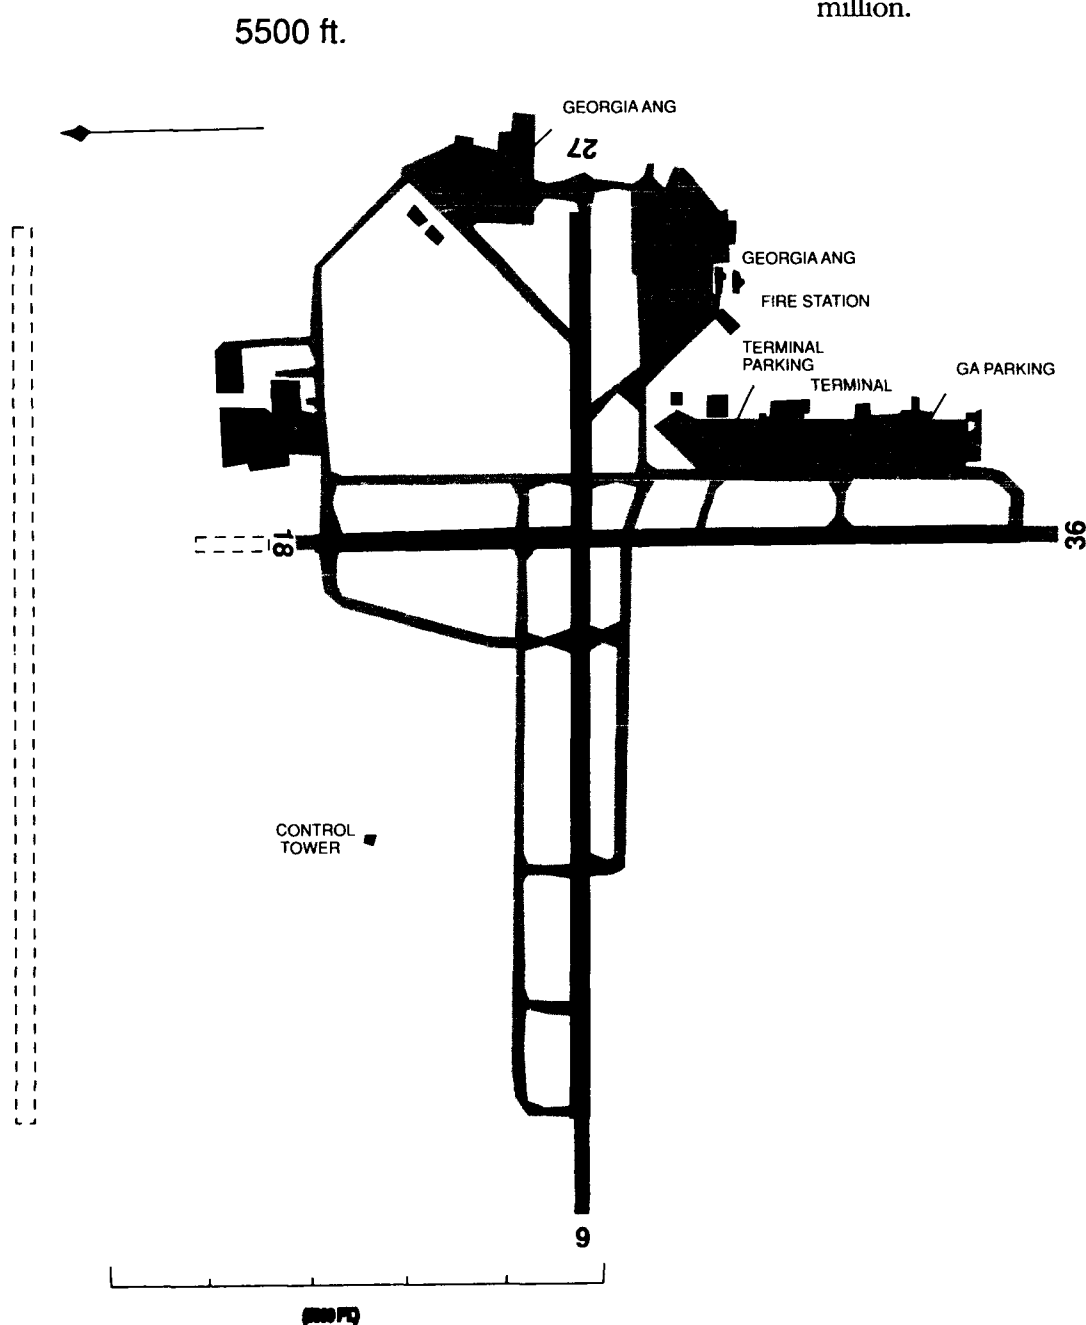 million.
5500 ft.
GEORGIA ANG
27
GEORGIA ANG
FIRE STATION
TERMINAL
PARKING
TERMINAL
GA PARKING
18
36
CONTROL
TOWER
9